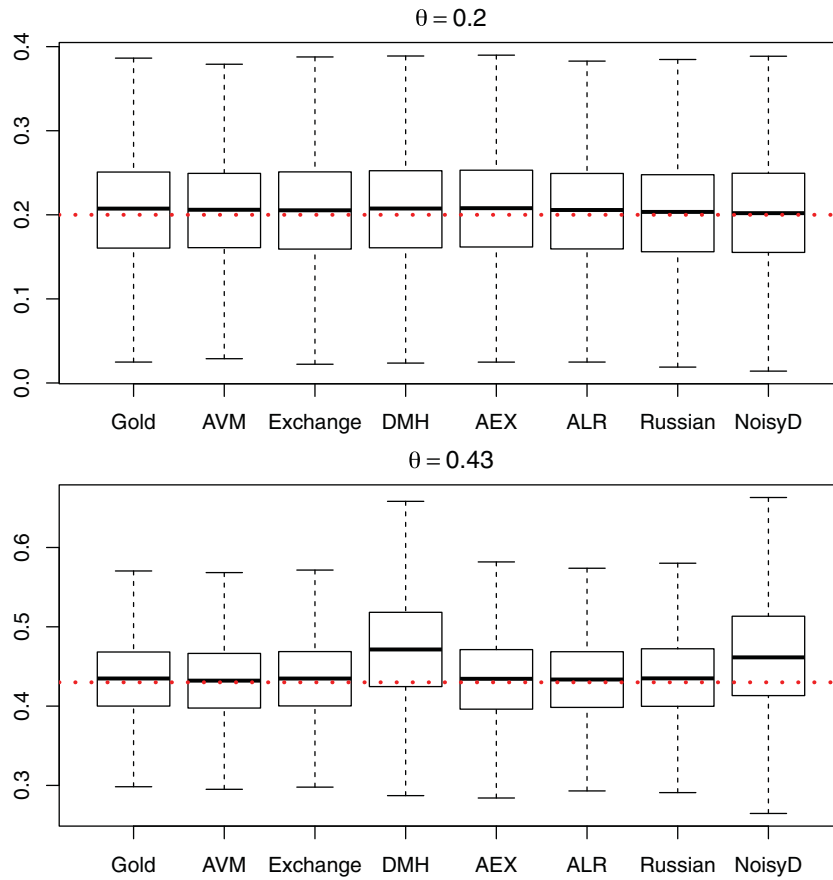 θ = 0.2
0.4
0.3
0.2
0.1
0.0
Gold AVM Exchange DMH AEX ALR Russian NoisyD
θ = 0.43
0.6
0.5
0.4
0.3
Gold AVM Exchange DMH AEX ALR Russian NoisyD